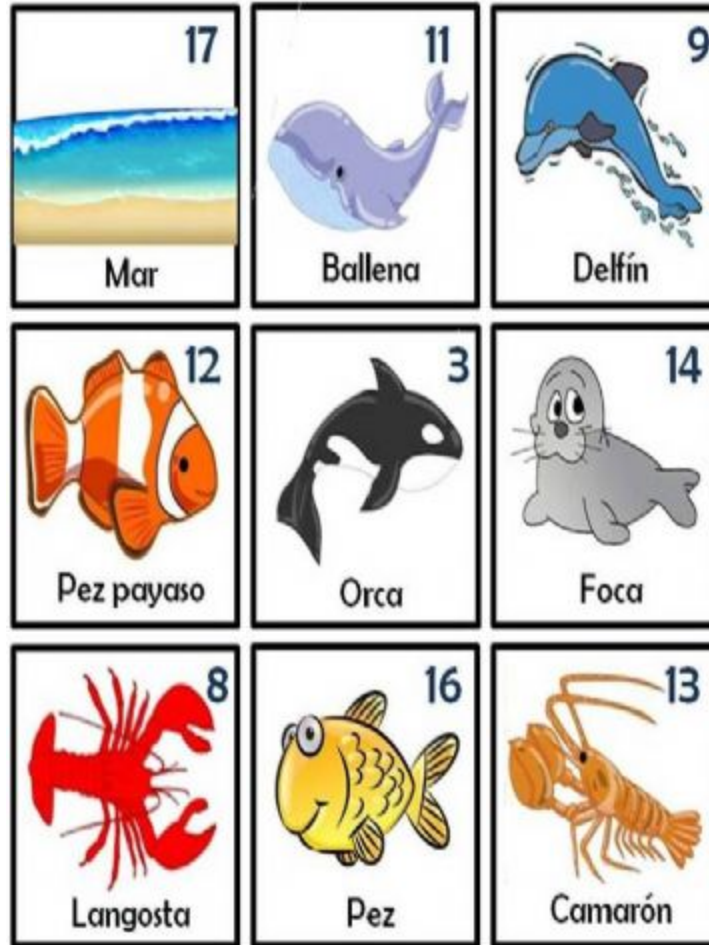 17
Mar
11
Ballena
9
Delfín
12
Pez payaso
3
Orca
14
Foca
8
Langosta
16
Pez
13
Camarón